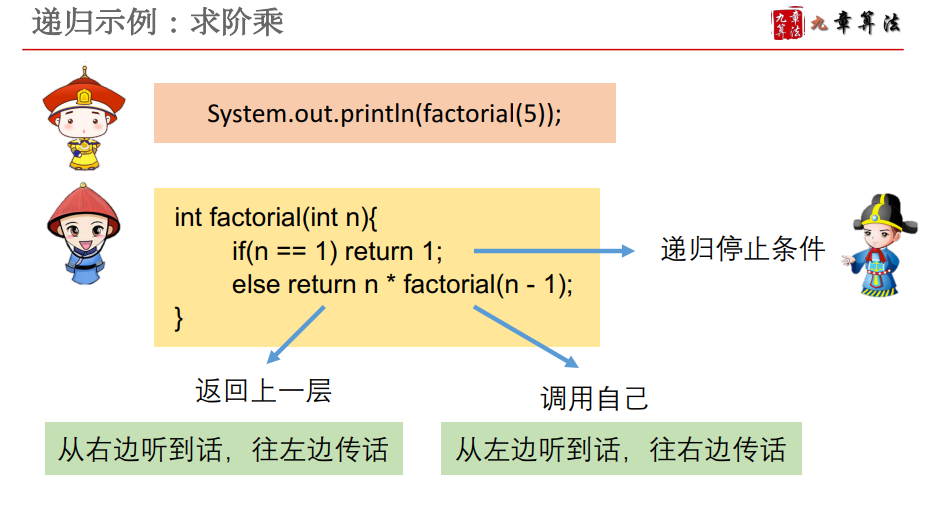 递归示例：求阶乘
九章算法
九章算法
System.out.println(factorial(5));
int factorial(int n){
if(n == 1) return 1;
else return n * factorial(n - 1);
}
递归停止条件
返回上一层
调用自己
从右边听到话，往左边传话
从左边听到话，往右边传话